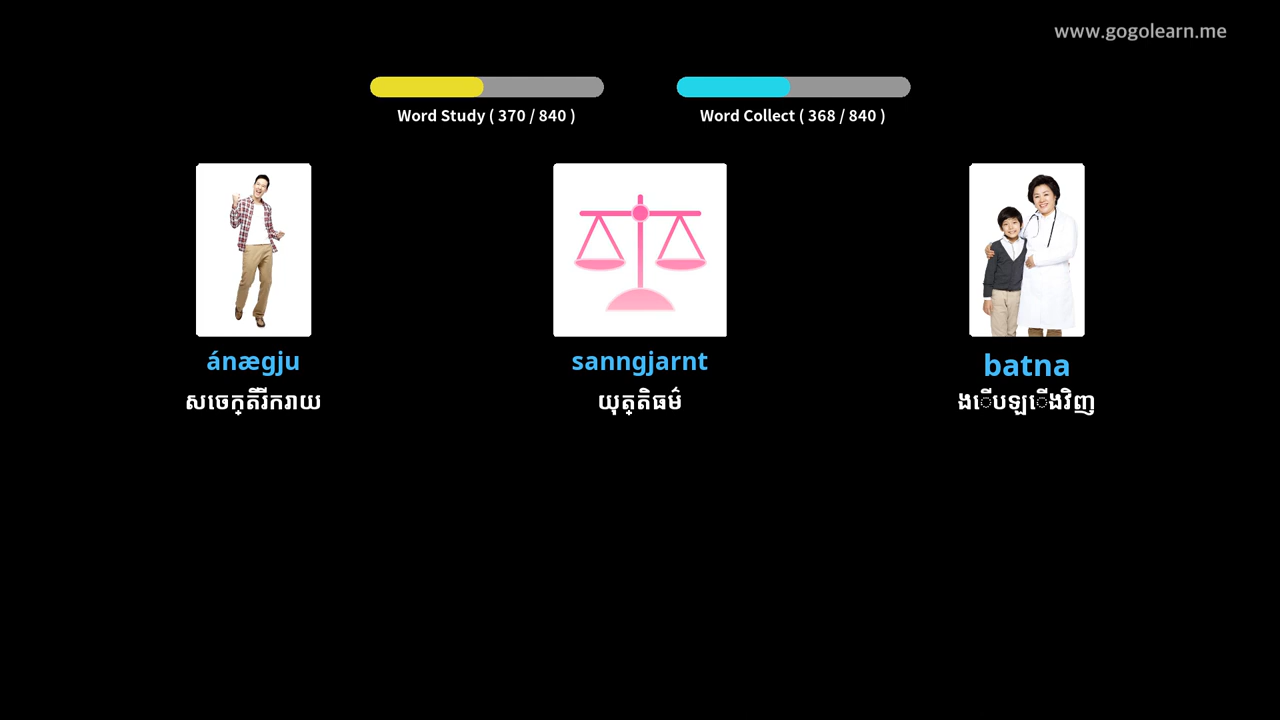 www.gogolearn.me
Word Study ( 370 / 840 )
Word Collect ( 368 / 840 )
ánægju
sanngjarnt
batna
សេចក្តីរីករាយ
យុត្តិធម៌
ងើបឡើងវិញ